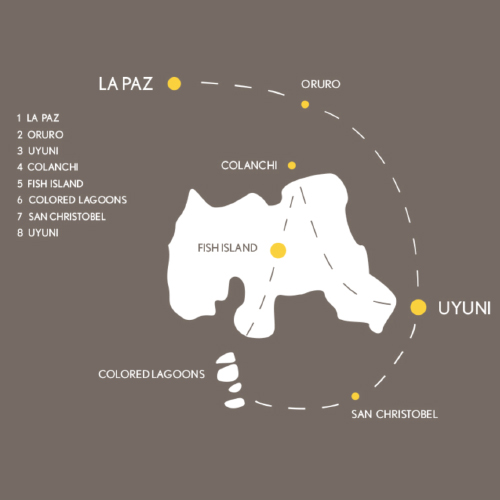 LA PAZ
ORURO
1 LA PAZ
2 ORURO
3 UYUNI
4 COLANCHI
5 FISH ISLAND
6 COLORED LAGOONS
7 SAN CHRISTOBEL
8 UYUNI
COLANCHI
FISH ISLAND
UYUNI
COLORED LAGOONS
SAN CHRISTOBEL